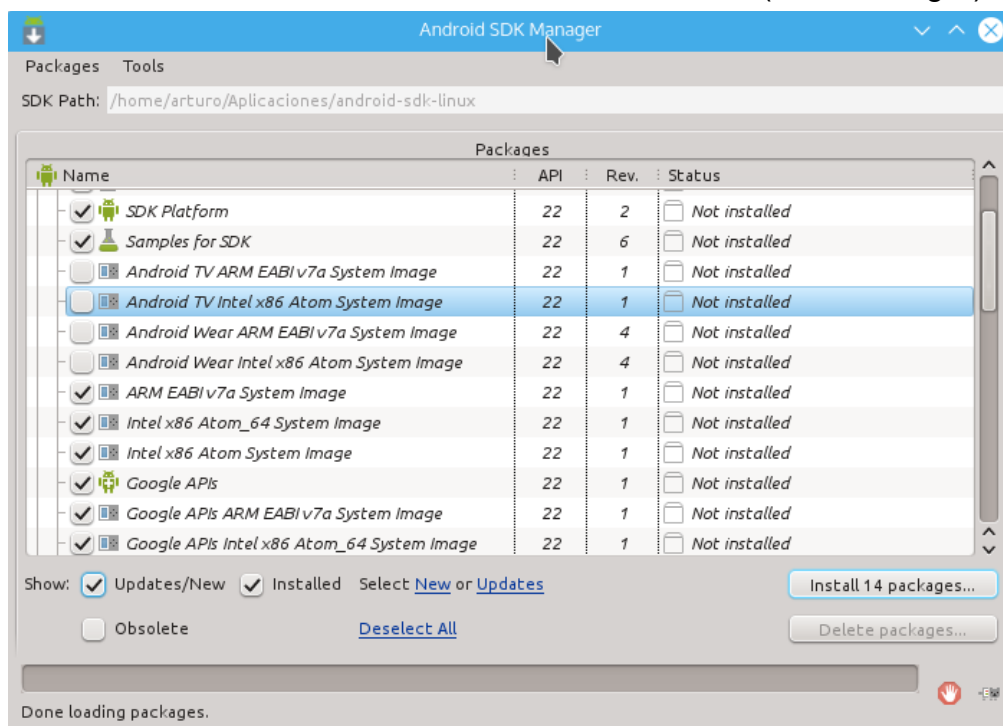 Android SDK Manager
Packages Tools
SDK Path: /home/arturo/Aplicaciones/android-sdk-linux
Packages
Name API Rev. Status
SDK Platform 22 2 Not installed
Samples for SDK 22 6 Not installed
Android TV ARM EABI v7a System Image 22 1 Not installed
Android TV Intel x86 Atom System Image 22 1 Not installed
Android Wear ARM EABI v7a System Image 22 4 Not installed
Android Wear Intel x86 Atom System Image 22 4 Not installed
ARM EABI v7a System Image 22 1 Not installed
Intel x86 Atom_64 System Image 22 1 Not installed
Intel x86 Atom System Image 22 1 Not installed
Google APIs 22 1 Not installed
Google APIs ARM EABI v7a System Image 22 1 Not installed
Google APIs Intel x86 Atom_64 System Image 22 1 Not installed
Show: Updates/New Installed Select New or Updates Install 14 packages...
Obsolete Deselect All Delete packages...
Done loading packages.